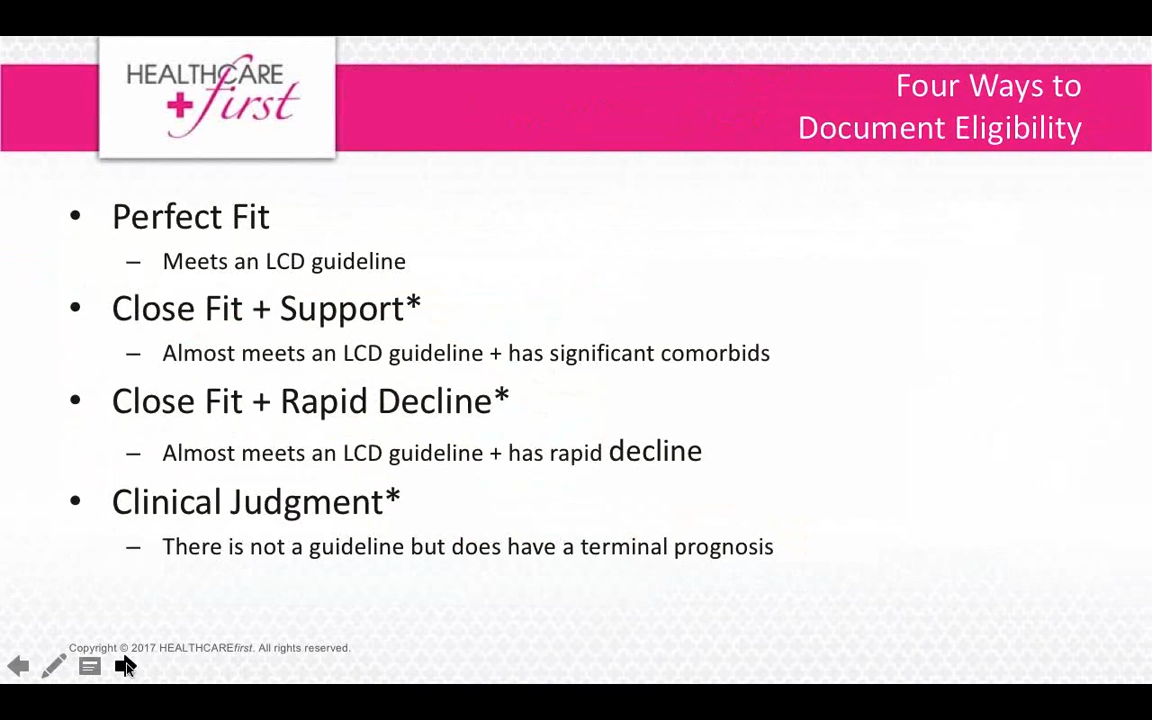 HEALTHCARE
first
Four Ways to
Document Eligibility
• Perfect Fit
– Meets an LCD guideline
• Close Fit + Support*
– Almost meets an LCD guideline + has significant comorbids
• Close Fit + Rapid Decline*
– Almost meets an LCD guideline + has rapid decline
• Clinical Judgment*
– There is not a guideline but does have a terminal prognosis
Copyright © 2017 HEALTHCAREfirst. All rights reserved.